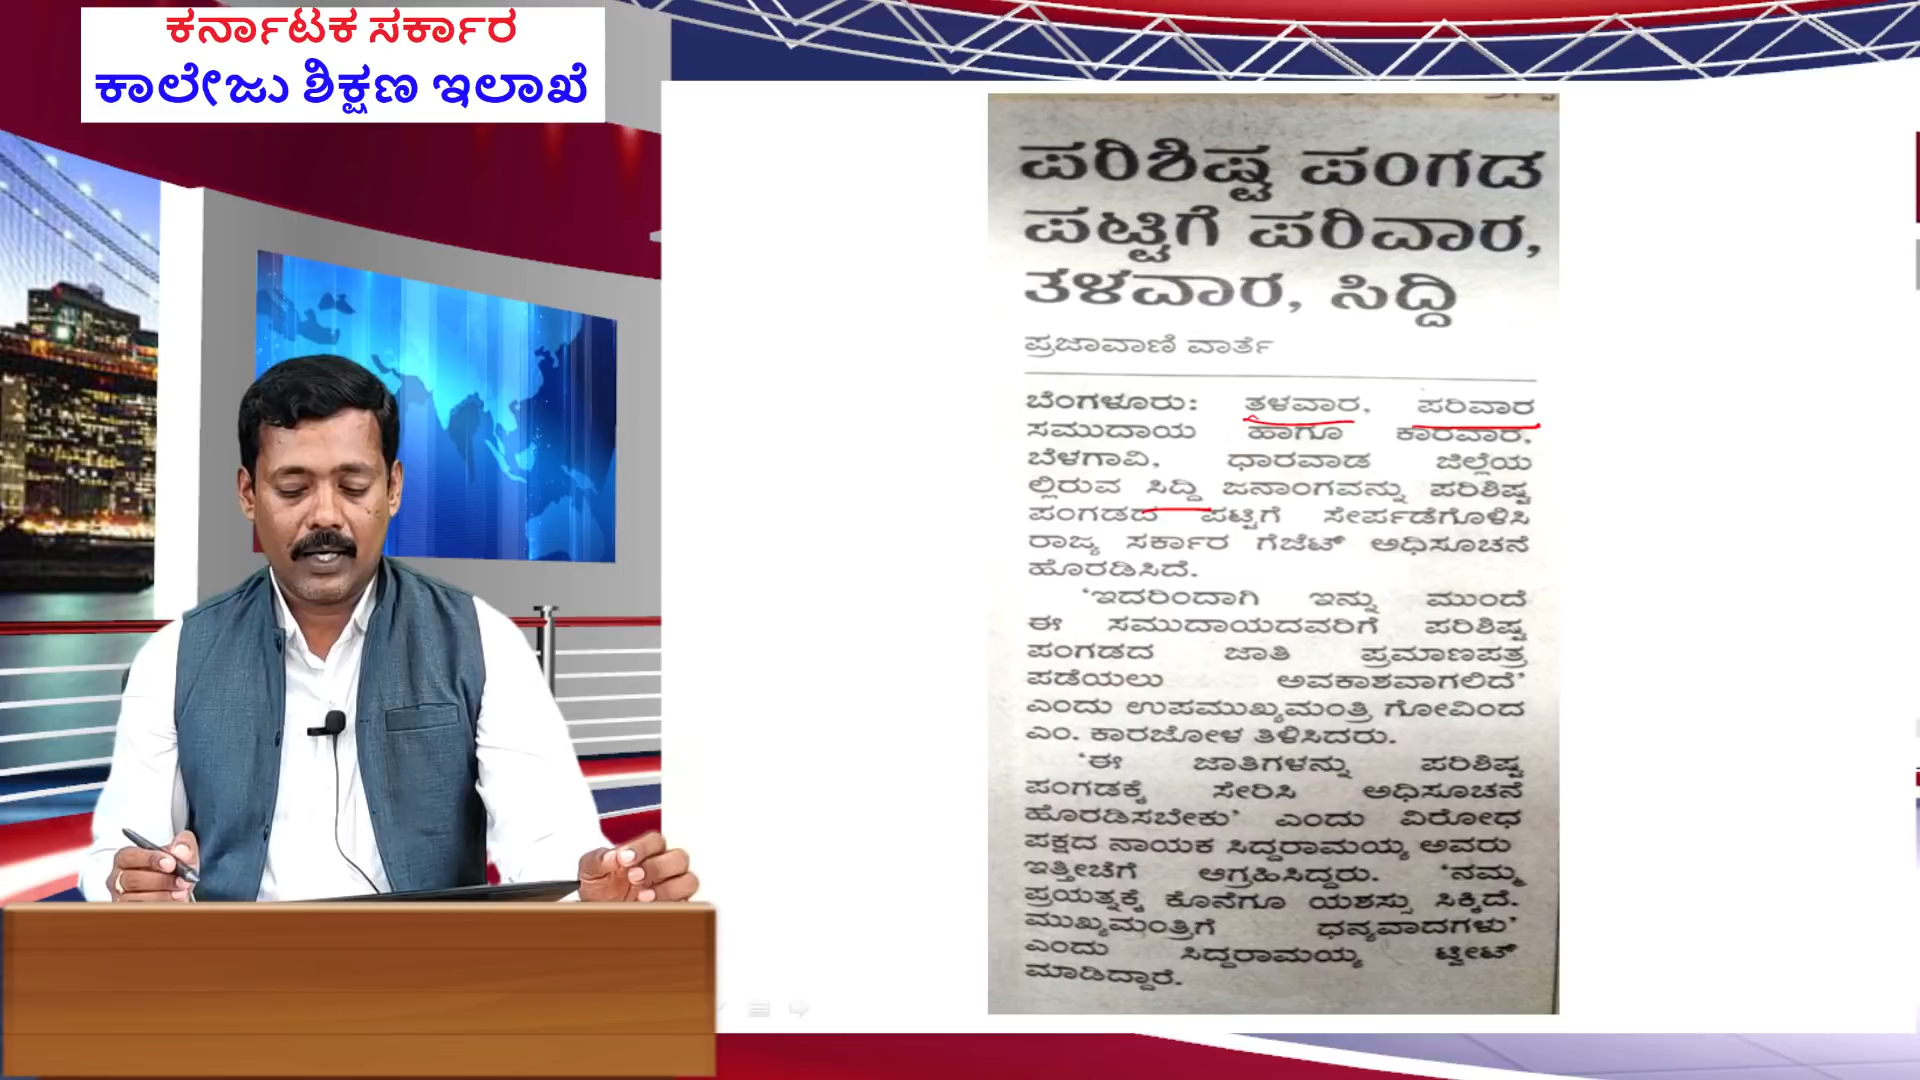 ಕರ್ನಾಟಕ ಸರ್ಕಾರ
ಕಾಲೇಜು ಶಿಕ್ಷಣ ಇಲಾಖೆ
ಪರಿಶಿಷ್ಟ ಪಂಗಡ
ಪಟ್ಟಿಗೆ ಪರಿವಾರ,
ತಳವಾರ, ಸಿದ್ದಿ
ಪ್ರಜಾವಾಣಿ ವಾರ್ತೆ
ಬೆಂಗಳೂರು: ತಳವಾರ, ಪರಿವಾರ
ಸಮುದಾಯ ಹಾಗೂ ಕಾರವಾರ,
ಬೆಳಗಾವಿ, ಧಾರವಾಡ ಜಿಲ್ಲೆಯ
ಲ್ಲಿರುವ ಸಿದ್ದಿ ಜನಾಂಗವನ್ನು ಪರಿಶಿಷ್ಟ
ಪಂಗಡದ ಪಟ್ಟಿಗೆ ಸೇರ್ಪಡೆಗೊಳಿಸಿ
ರಾಜ್ಯ ಸರ್ಕಾರ ಗೆಜೆಟ್ ಅಧಿಸೂಚನೆ
ಹೊರಡಿಸಿದೆ.
'ಇದರಿಂದಾಗಿ ಇನ್ನು ಮುಂದೆ
ಈ ಸಮುದಾಯದವರಿಗೆ ಪರಿಶಿಷ್ಟ
ಪಂಗಡದ ಜಾತಿ ಪ್ರಮಾಣಪತ್ರ
ಪಡೆಯಲು ಅವಕಾಶವಾಗಲಿದೆ'
ಎಂದು ಉಪಮುಖ್ಯಮಂತ್ರಿ ಗೋವಿಂದ
ಎಂ. ಕಾರಜೋಳ ತಿಳಿಸಿದರು.
'ಈ ಜಾತಿಗಳನ್ನು ಪರಿಶಿಷ್ಟ
ಪಂಗಡಕ್ಕೆ ಸೇರಿಸಿ ಅಧಿಸೂಚನೆ
ಹೊರಡಿಸಬೇಕು' ಎಂದು ವಿರೋಧ
ಪಕ್ಷದ ನಾಯಕ ಸಿದ್ದರಾಮಯ್ಯ ಅವರು
ಇತ್ತೀಚೆಗೆ ಆಗ್ರಹಿಸಿದ್ದರು. 'ನಮ್ಮ
ಪ್ರಯತ್ನಕ್ಕೆ ಕೊನೆಗೂ ಯಶಸ್ಸು ಸಿಕ್ಕಿದೆ.
ಮುಖ್ಯಮಂತ್ರಿಗೆ ಧನ್ಯವಾದಗಳು'
ಎಂದು ಸಿದ್ದರಾಮಯ್ಯ ಟ್ವೀಟ್
ಮಾಡಿದ್ದಾರೆ.